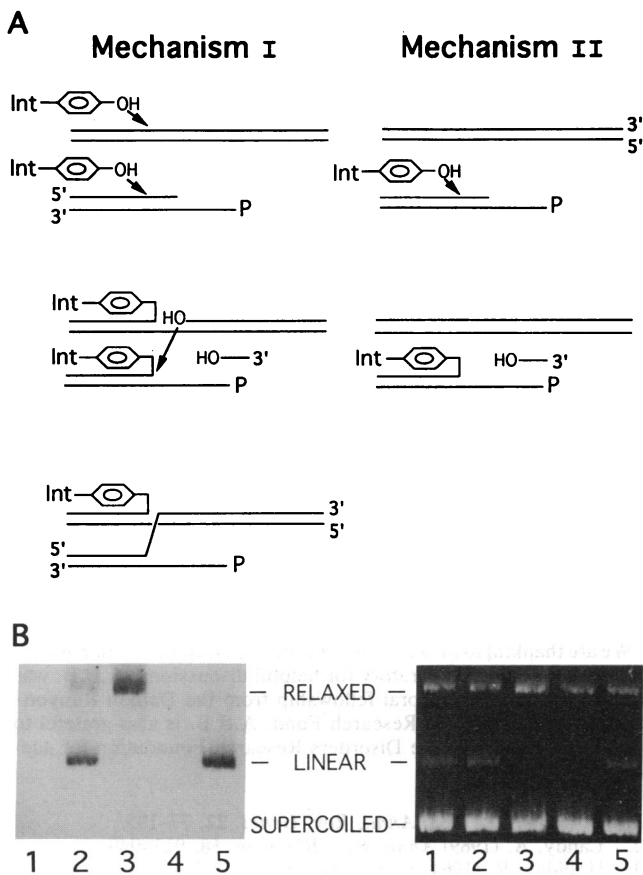 A
Mechanism I Mechanism II
Int OH
3'
5'
Int OH Int OH
5'
3' P P
Int
HO
Int HO 3' Int HO 3'
P P
Int
3'
5'
5'
3' P
B
RELAXED
LINEAR
SUPERCOILED
1 2 3 4 5 1 2 3 4 5